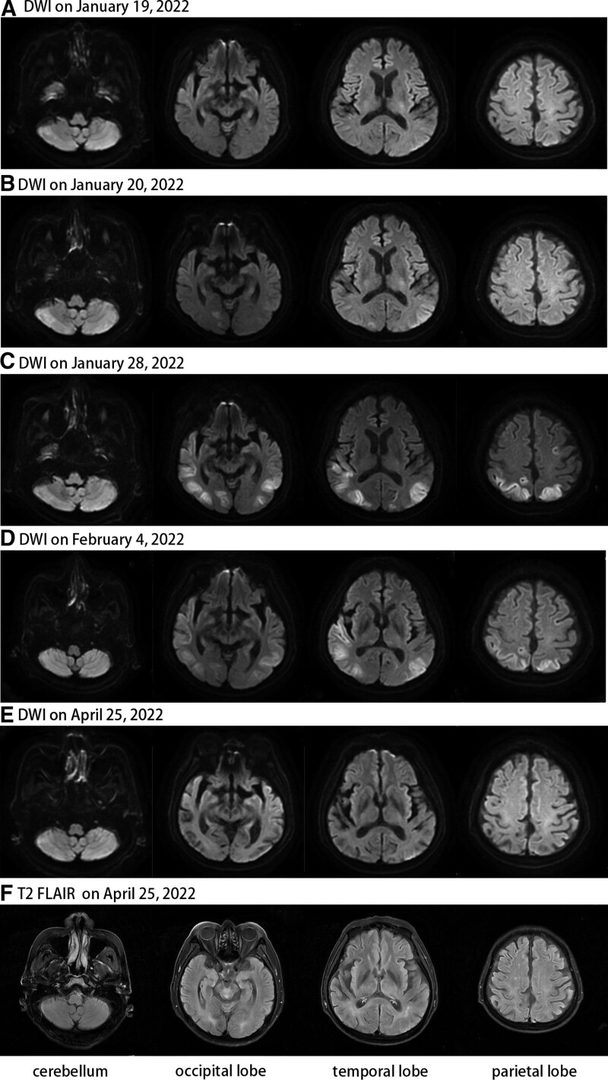 A DWI on January 19, 2022
B DWI on January 20, 2022
C DWI on January 28, 2022
D DWI on February 4, 2022
E DWI on April 25, 2022
F T2 FLAIR on April 25, 2022
cerebellum occipital lobe temporal lobe parietal lobe